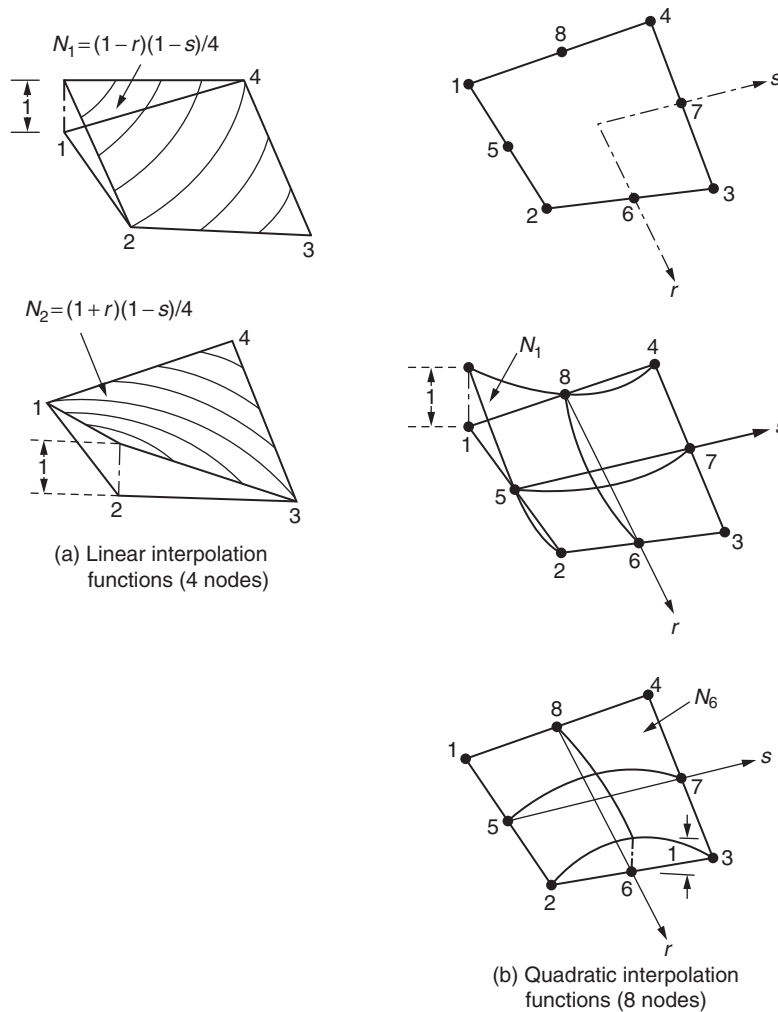 N₁=(1−r)(1−s)/4
1
4
1
2
3
N₂=(1+r)(1−s)/4
4
1
1
2
3
(a) Linear interpolation
functions (4 nodes)
4
8
1
s
7
5
3
2
6
r
N₁
4
8
1
s
1
7
5
3
2
6
r
4
8
N₆
1
s
7
5
1
3
2
6
r
(b) Quadratic interpolation
functions (8 nodes)